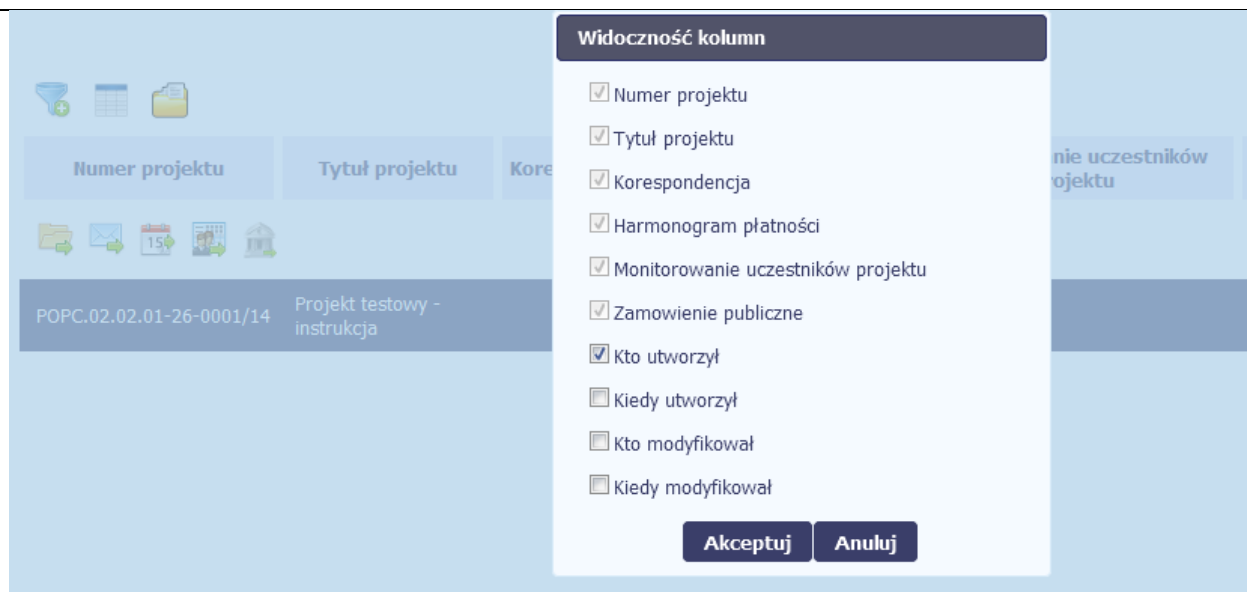 Widoczność kolumn
Numer projektu
Tytuł projektu
Korespondencja
Harmonogram płatności
Monitorowanie uczestników projektu
Zamowienie publiczne
Kto utworzył
Kiedy utworzył
Kto modyfikował
Kiedy modyfikował
Akceptuj Anuluj
Numer projektu Tytuł projektu Kore nie uczestników
ojektu
15
POPC.02.02.01-26-0001/14 Projekt testowy -
instrukcja